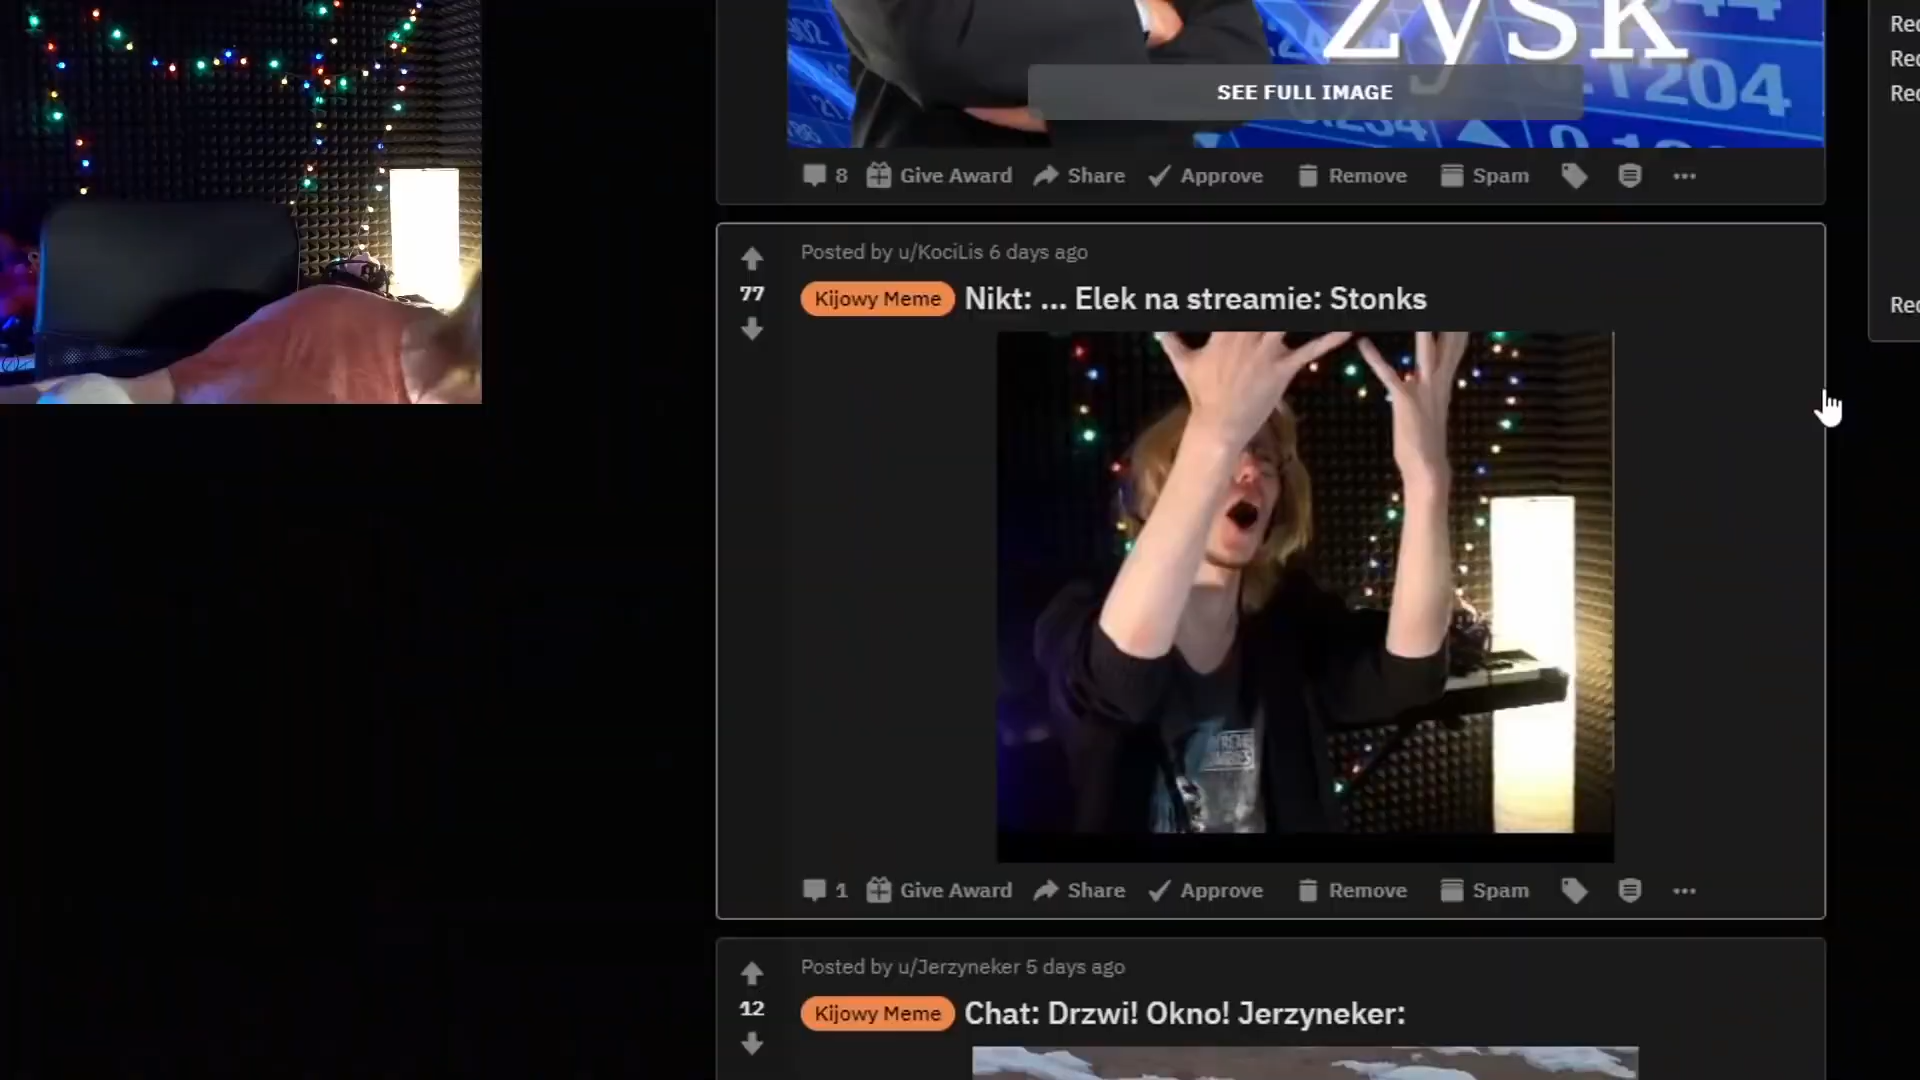 zysk
1204
SEE FULL IMAGE
8 Give Award Share Approve Remove Spam
Posted by u/KociLis 6 days ago
77
Kijowy Meme Nikt: ... Elek na streamie: Stonks
1 Give Award Share Approve Remove Spam
Posted by u/Jerzyneker 5 days ago
12
Kijowy Meme Chat: Drzwi! Okno! Jerzyneker: